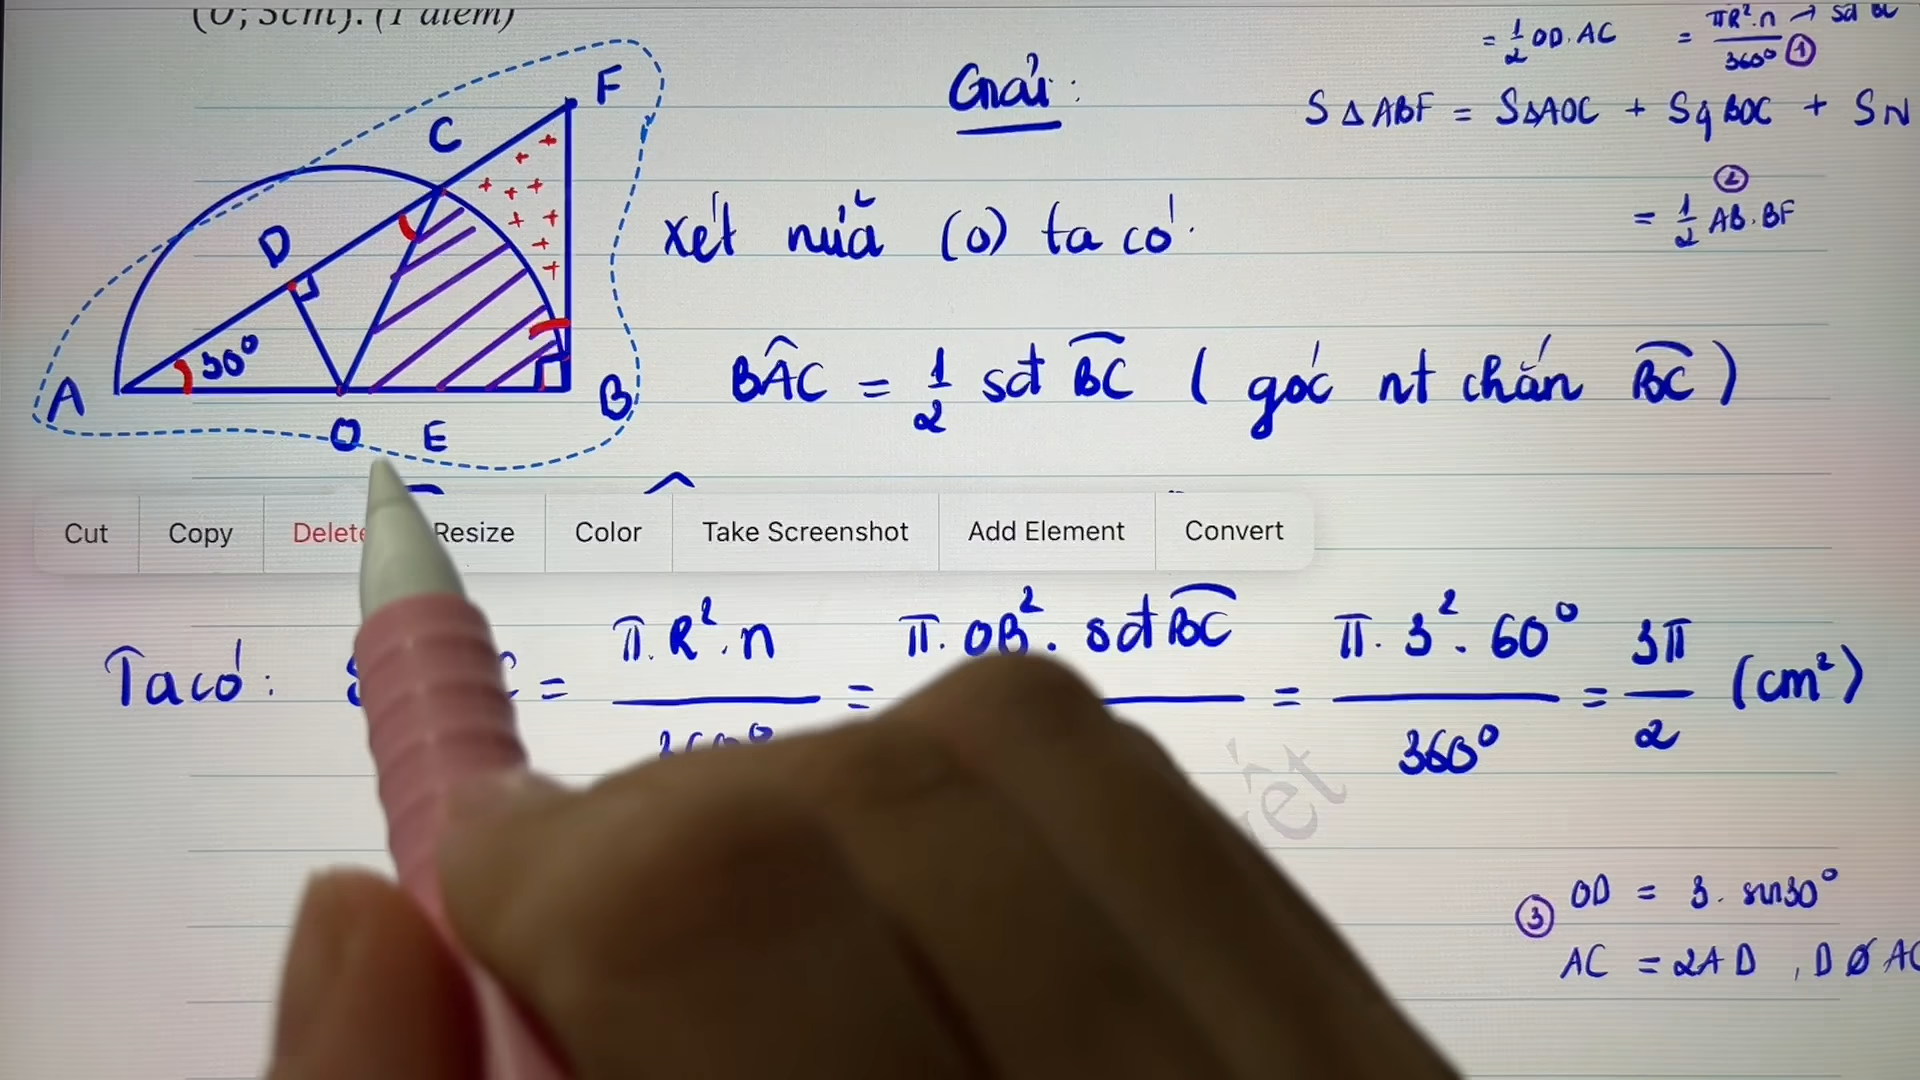 (O; 3cm). (1 điểm)
= 1/2 OD.AC = πR².n/360° → sđ BC
①
F
C
Giải:
S△ABF = S△AOC + Sq BOC + SN
D
②
= 1/2 AB.BF
xét nửa (O) ta có
30°
A
B
O E
BÂC = 1/2 sđ BC (góc nt chắn BC)
Cut Copy Delete Resize Color Take Screenshot Add Element Convert
Ta có: = π.R².n/360° = π.OB².sđ BC = π.3².60°/360° = 3π/2 (cm²)
③ OD = 3. sin30°
AC = 2AD